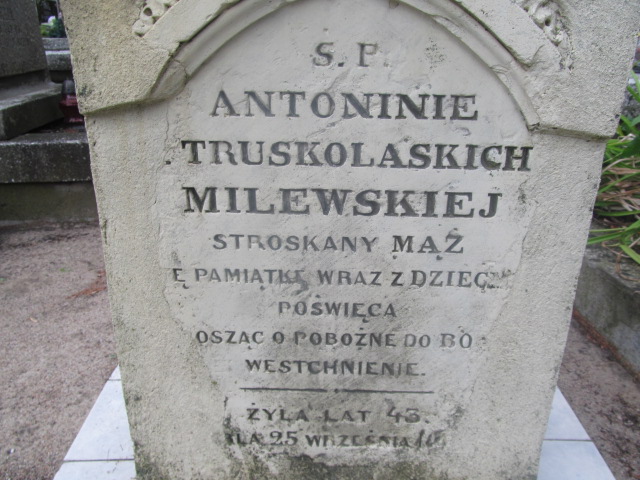 S. P.
ANTONINIE
TRUSKOLASKICH
MILEWSKIEJ
STROSKANY MĄŻ
Ę PAMIĄTKĘ WRAZ Z DZIEĆ
POŚWIĘCA
OSZĄC O POBOŻNE DO BO
WESTCHNIENIE.
ŻYŁA LAT 43.
ŁA 25 WRZEŚNIA